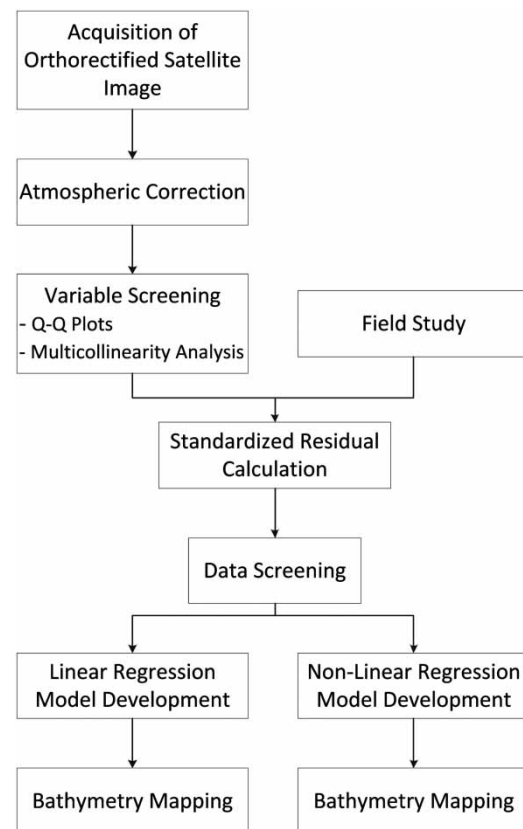 Acquisition of
Orthorectified Satellite
Image
Atmospheric Correction
Variable Screening
- Q-Q Plots
- Multicollinearity Analysis
Field Study
Standardized Residual
Calculation
Data Screening
Linear Regression
Model Development
Non-Linear Regression
Model Development
Bathymetry Mapping
Bathymetry Mapping